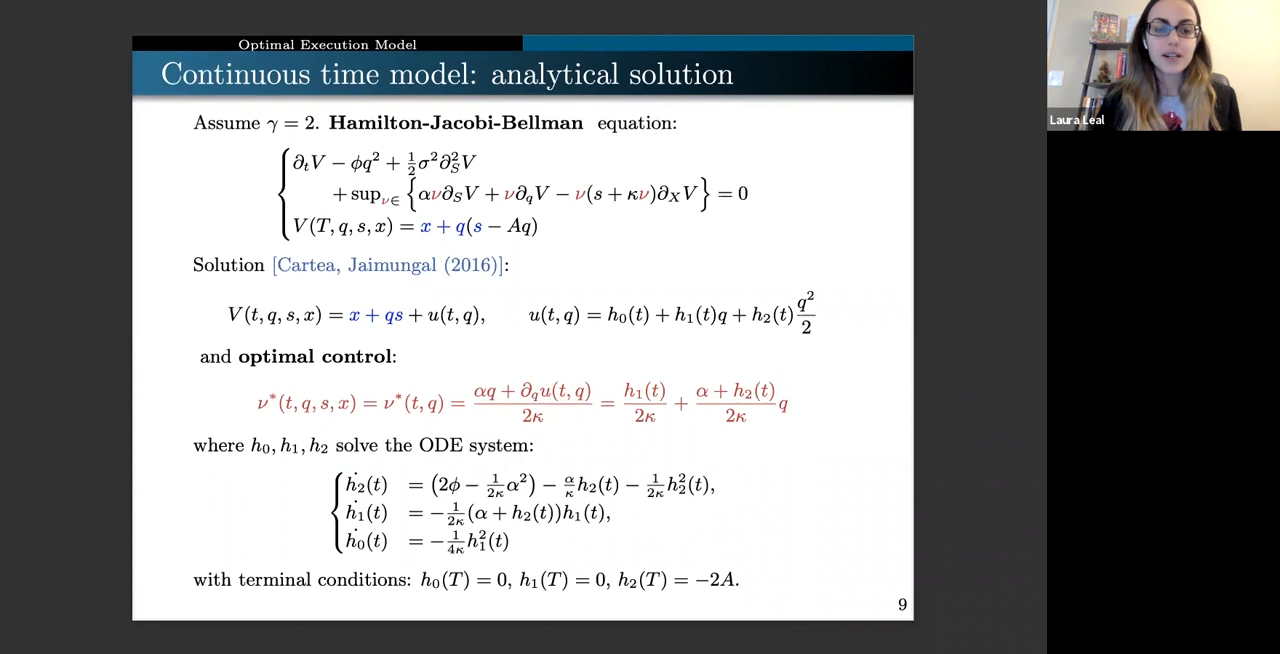 Optimal Execution Model
Continuous time model: analytical solution
Assume γ = 2. Hamilton-Jacobi-Bellman equation:
∂ₜV − ϕq² + ½σ²∂²_S V
+ sup_ν∈ {αν∂_S V + ν∂_q V − ν(s + κν)∂_X V} = 0
V(T, q, s, x) = x + q(s − Aq)
Solution [Cartea, Jaimungal (2016)]:
V(t, q, s, x) = x + qs + u(t, q), u(t, q) = h₀(t) + h₁(t)q + h₂(t) q²/2
and optimal control:
ν*(t, q, s, x) = ν*(t, q) = (αq + ∂_q u(t, q))/2κ = h₁(t)/2κ + (α + h₂(t))/2κ q
where h₀, h₁, h₂ solve the ODE system:
ḣ₂(t) = (2ϕ − 1/2κ α²) − α/κ h₂(t) − 1/2κ h₂²(t),
ḣ₁(t) = −1/2κ (α + h₂(t))h₁(t),
ḣ₀(t) = −1/4κ h₁²(t)
with terminal conditions: h₀(T) = 0, h₁(T) = 0, h₂(T) = −2A.
9
Laura Leal